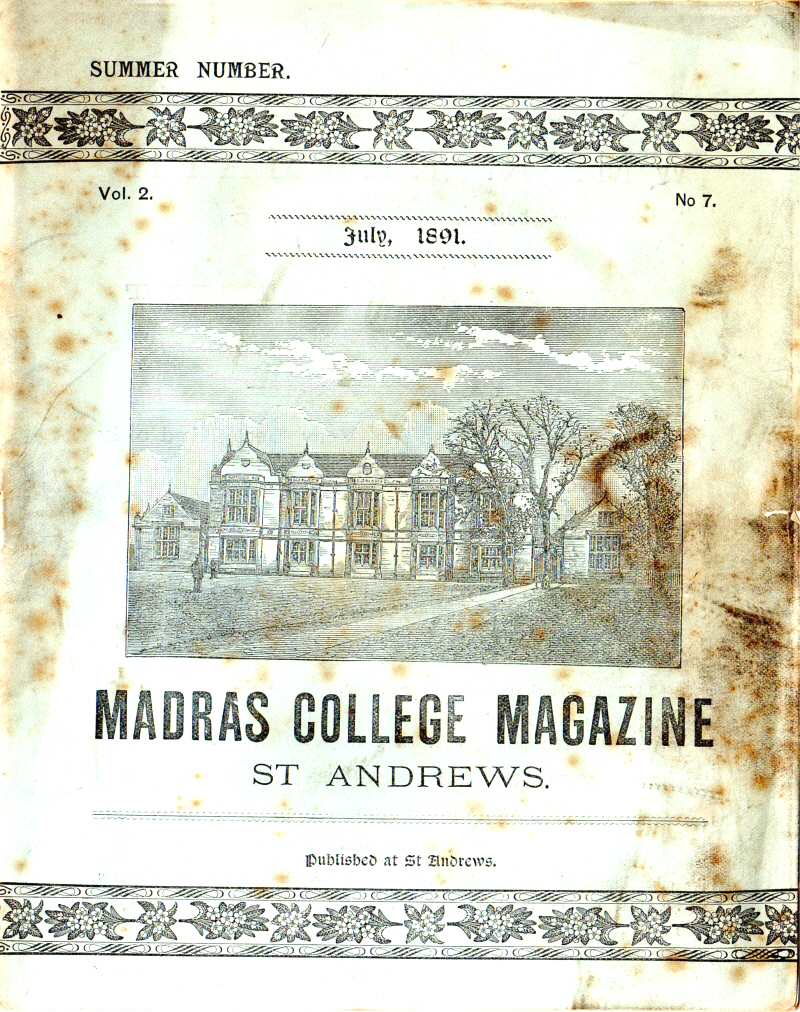 SUMMER NUMBER.
Vol. 2.
No 7.
July, 1891.
MADRAS COLLEGE MAGAZINE
ST ANDREWS.
Published at St Andrews.